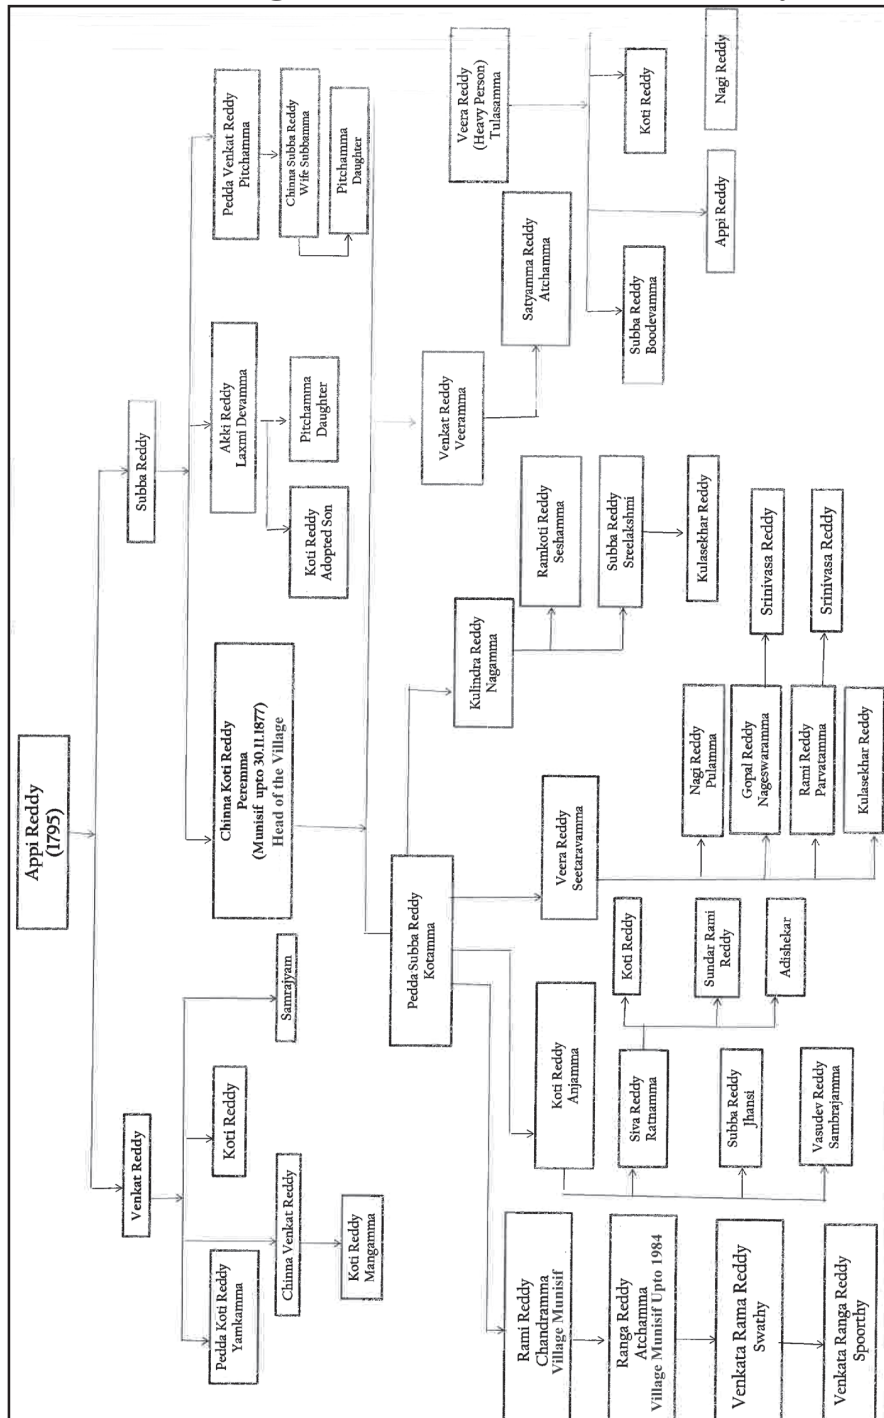 Appi Reddy
(1795)
Venkat Reddy
Subba Reddy
Pedda Koti Reddy
Yamkamma
Chinna Venkat Reddy
Koti Reddy
Mangamma
Koti Reddy
Samrajyam
Chinna Koti Reddy
Peremma
(Munisif upto 30.11.1877)
Head of the Village
Akki Reddy
Laxmi Devamma
Koti Reddy
Adopted Son
Pitchamma
Daughter
Pedda Venkat Reddy
Pitchamma
Chinna Subba Reddy
Wife Subbamma
Pitchamma
Daughter
Pedda Subba Reddy
Kotamma
Venkat Reddy
Veeramma
Veera Reddy
(Heavy Person)
Tulasamma
Rami Reddy
Chandramma
Village Munisif
Ranga Reddy
Atchamma
Village Munisif Upto 1984
Venkata Rama Reddy
Swathy
Venkata Ranga Reddy
Spoorthy
Koti Reddy
Anjamma
Siva Reddy
Ratnamma
Subba Reddy
Jhansi
Vasudev Reddy
Sambrajamma
Koti Reddy
Sundar Rami
Reddy
Adishekar
Veera Reddy
Seetaravamma
Nagi Reddy
Pulamma
Gopal Reddy
Nageswaramma
Rami Reddy
Parvatamma
Kulasekhar Reddy
Srinivasa Reddy
Srinivasa Reddy
Kulindra Reddy
Nagamma
Ramkoti Reddy
Seshamma
Subba Reddy
Sreelakshmi
Kulasekhar Reddy
Satyamma Reddy
Atchamma
Subba Reddy
Boodevamma
Koti Reddy
Appi Reddy
Nagi Reddy